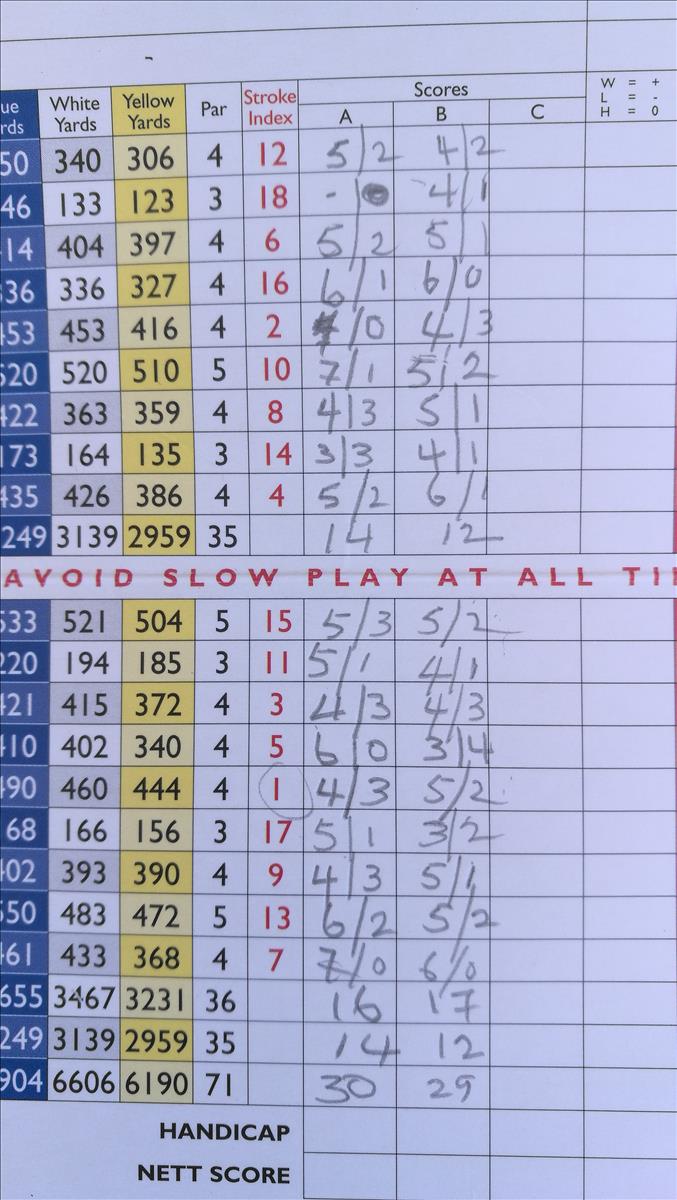 Scores
ue White Yellow Par Stroke W = +
rds Yards Yards Index A B C L = -
H = 0
50 340 306 4 12 5/2 4/2
46 133 123 3 18 - 4/1
414 404 397 4 6 5/2 5/1
336 336 327 4 16 6/1 6/0
453 453 416 4 2 /0 4/3
520 520 510 5 10 7/1 5/2
422 363 359 4 8 4/3 5/1
173 164 135 3 14 3/3 4/1
435 426 386 4 4 5/2 6/1
249 3139 2959 35 14 12
AVOID SLOW PLAY AT ALL TI
533 521 504 5 15 5/3 5/2
220 194 185 3 11 5/1 4/1
421 415 372 4 3 4/3 4/3
410 402 340 4 5 6/0 3/4
490 460 444 4 1 4/3 5/2
68 166 156 3 17 5/1 3/2
402 393 390 4 9 4/3 5/1
550 483 472 5 13 6/2 5/2
461 433 368 4 7 7/0 6/0
655 3467 3231 36 16 17
249 3139 2959 35 14 12
904 6606 6190 71 30 29
HANDICAP
NETT SCORE